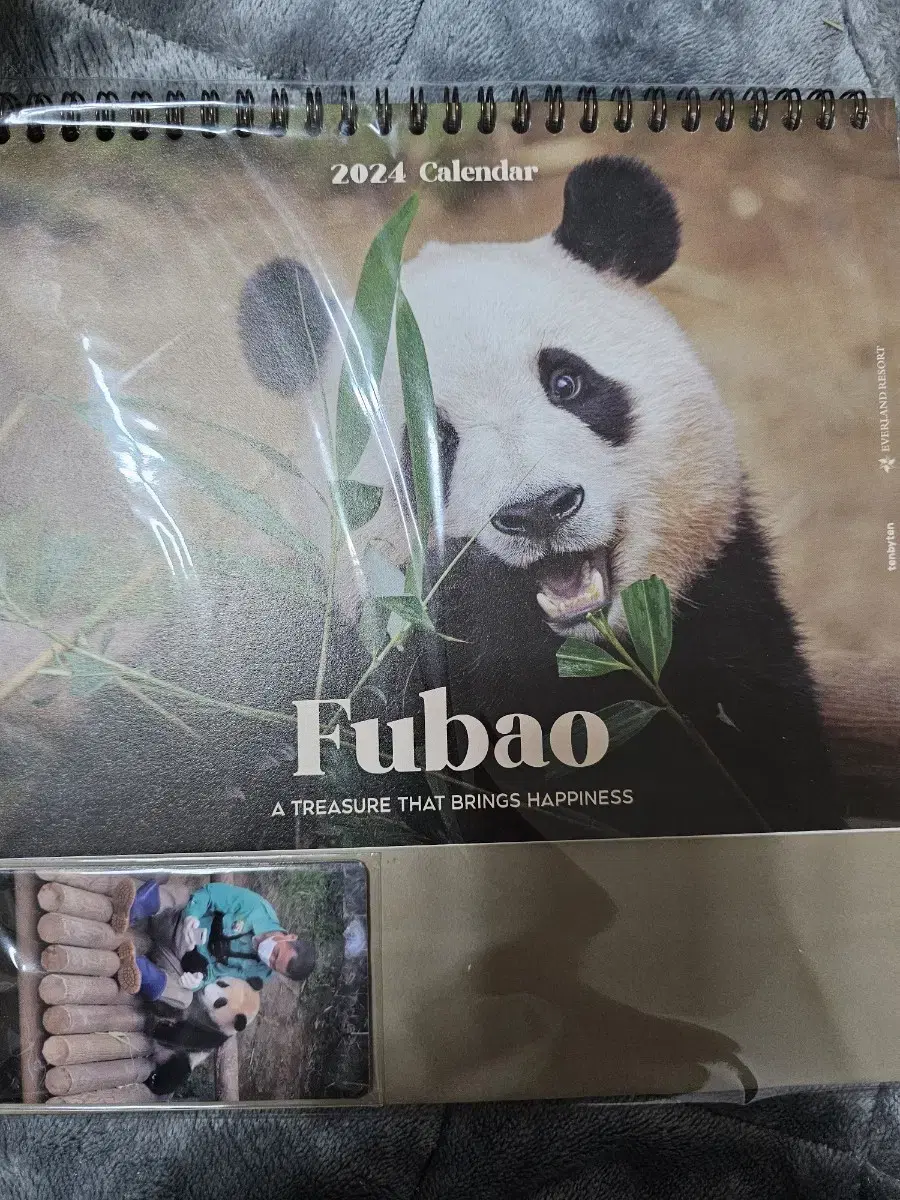 2024 Calendar
EVERLAND RESORT
tenbyten
Fubao
A TREASURE THAT BRINGS HAPPINESS